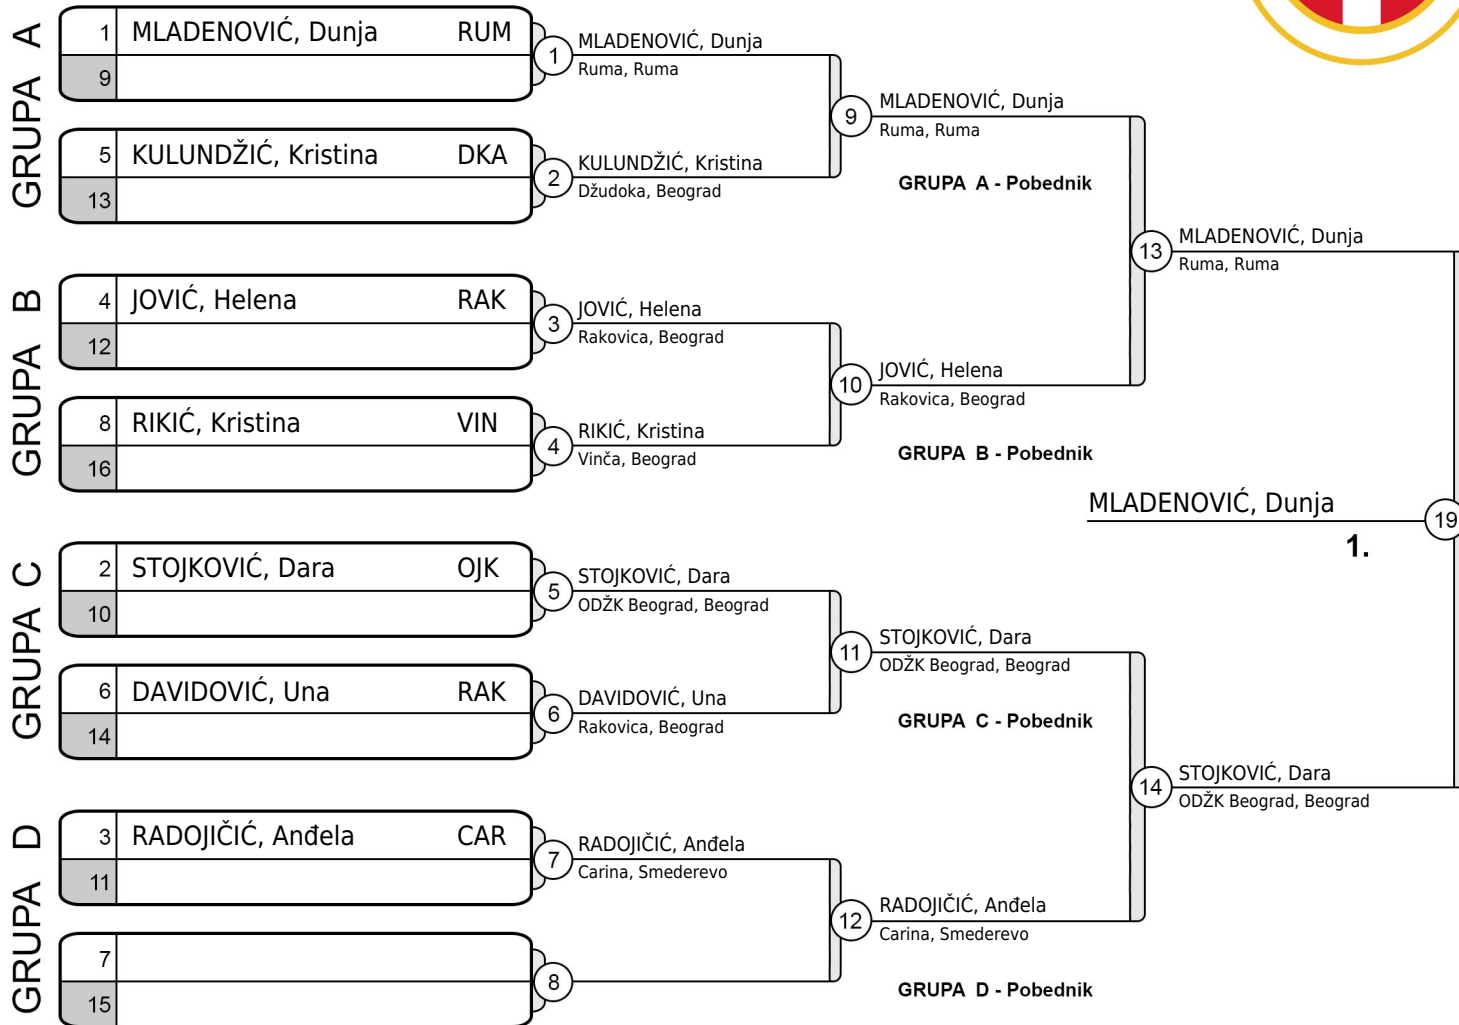 GRUPA A
1 MLADENOVIĆ, Dunja RUM
9
5 KULUNDŽIĆ, Kristina DKA
13
GRUPA B
4 JOVIĆ, Helena RAK
12
8 RIKIĆ, Kristina VIN
16
GRUPA C
2 STOJKOVIĆ, Dara OJK
10
6 DAVIDOVIĆ, Una RAK
14
GRUPA D
3 RADOJIČIĆ, Anđela CAR
11
7
15
1 MLADENOVIĆ, Dunja
Ruma, Ruma
2 KULUNDŽIĆ, Kristina
Džudoka, Beograd
3 JOVIĆ, Helena
Rakovica, Beograd
4 RIKIĆ, Kristina
Vinča, Beograd
5 STOJKOVIĆ, Dara
ODŽK Beograd, Beograd
6 DAVIDOVIĆ, Una
Rakovica, Beograd
7 RADOJIČIĆ, Anđela
Carina, Smederevo
8
9 MLADENOVIĆ, Dunja
Ruma, Ruma
GRUPA A - Pobednik
10 JOVIĆ, Helena
Rakovica, Beograd
GRUPA B - Pobednik
11 STOJKOVIĆ, Dara
ODŽK Beograd, Beograd
GRUPA C - Pobednik
12 RADOJIČIĆ, Anđela
Carina, Smederevo
GRUPA D - Pobednik
13 MLADENOVIĆ, Dunja
Ruma, Ruma
14 STOJKOVIĆ, Dara
ODŽK Beograd, Beograd
MLADENOVIĆ, Dunja 19
1.